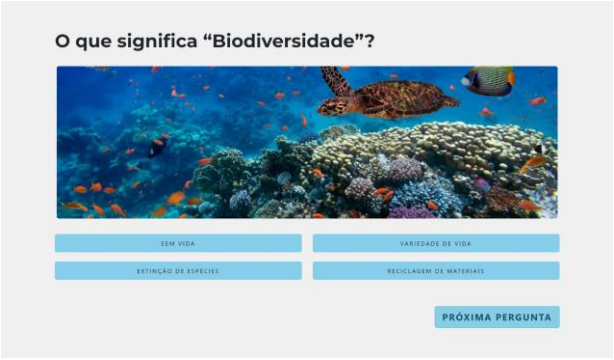 O que significa “Biodiversidade”?
SEM VIDA
VARIEDADE DE VIDA
EXTINÇÃO DE ESPÉCIES
RECICLAGEM DE MATERIAIS
PRÓXIMA PERGUNTA